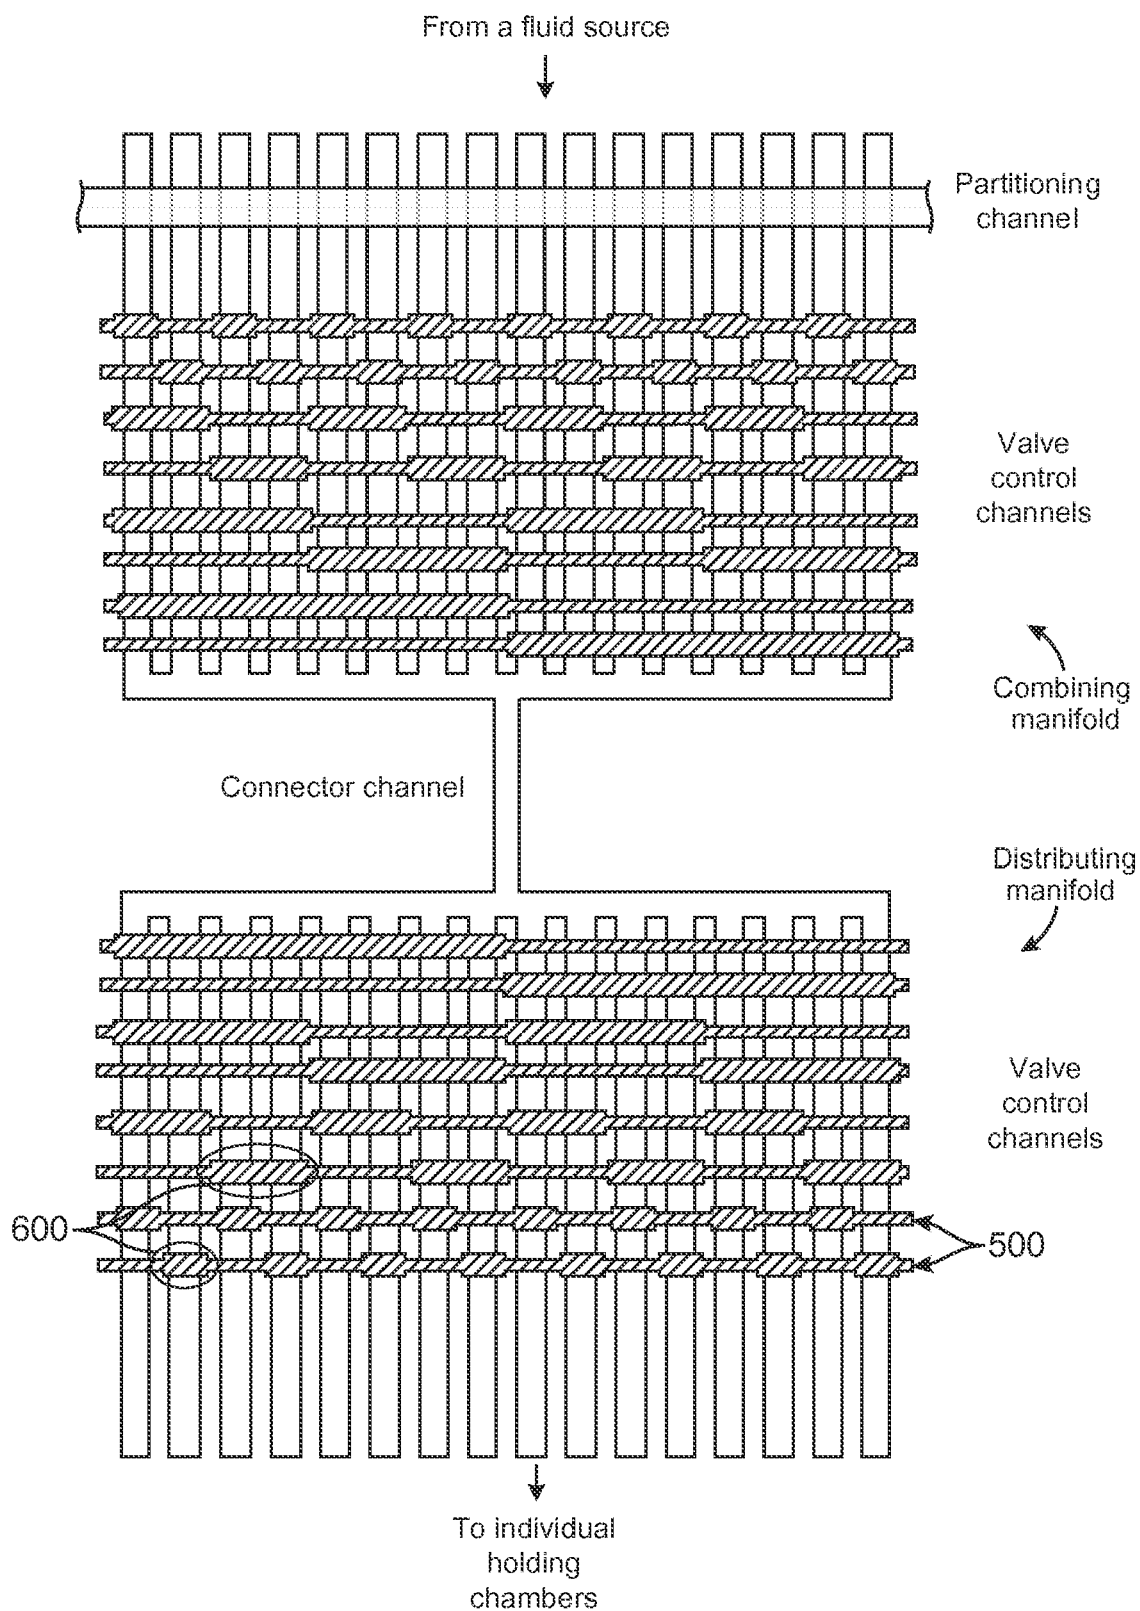 From a fluid source
Partitioning
channel
Valve
control
channels
Combining
manifold
Connector channel
Distributing
manifold
Valve
control
channels
600
500
To individual
holding
chambers